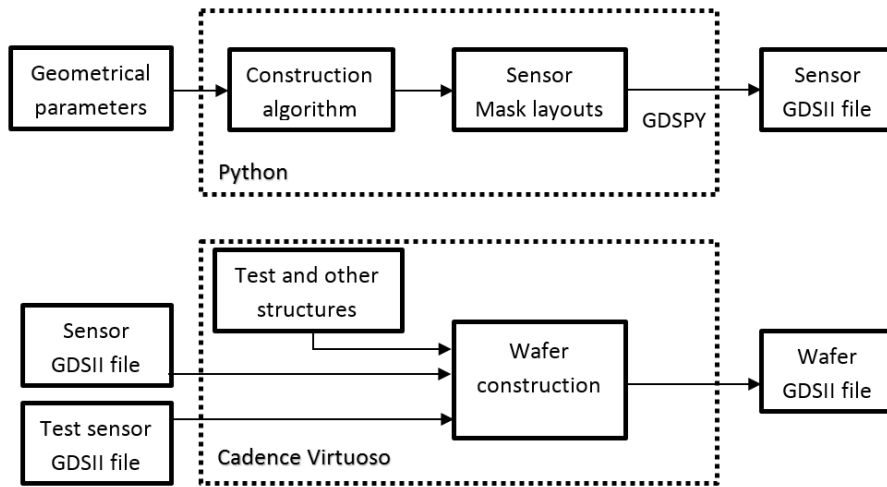 Geometrical
parameters
Construction
algorithm
Sensor
Mask layouts
GDSPY
Sensor
GDSII file
Python
Test and other
structures
Sensor
GDSII file
Test sensor
GDSII file
Wafer
construction
Wafer
GDSII file
Cadence Virtuoso